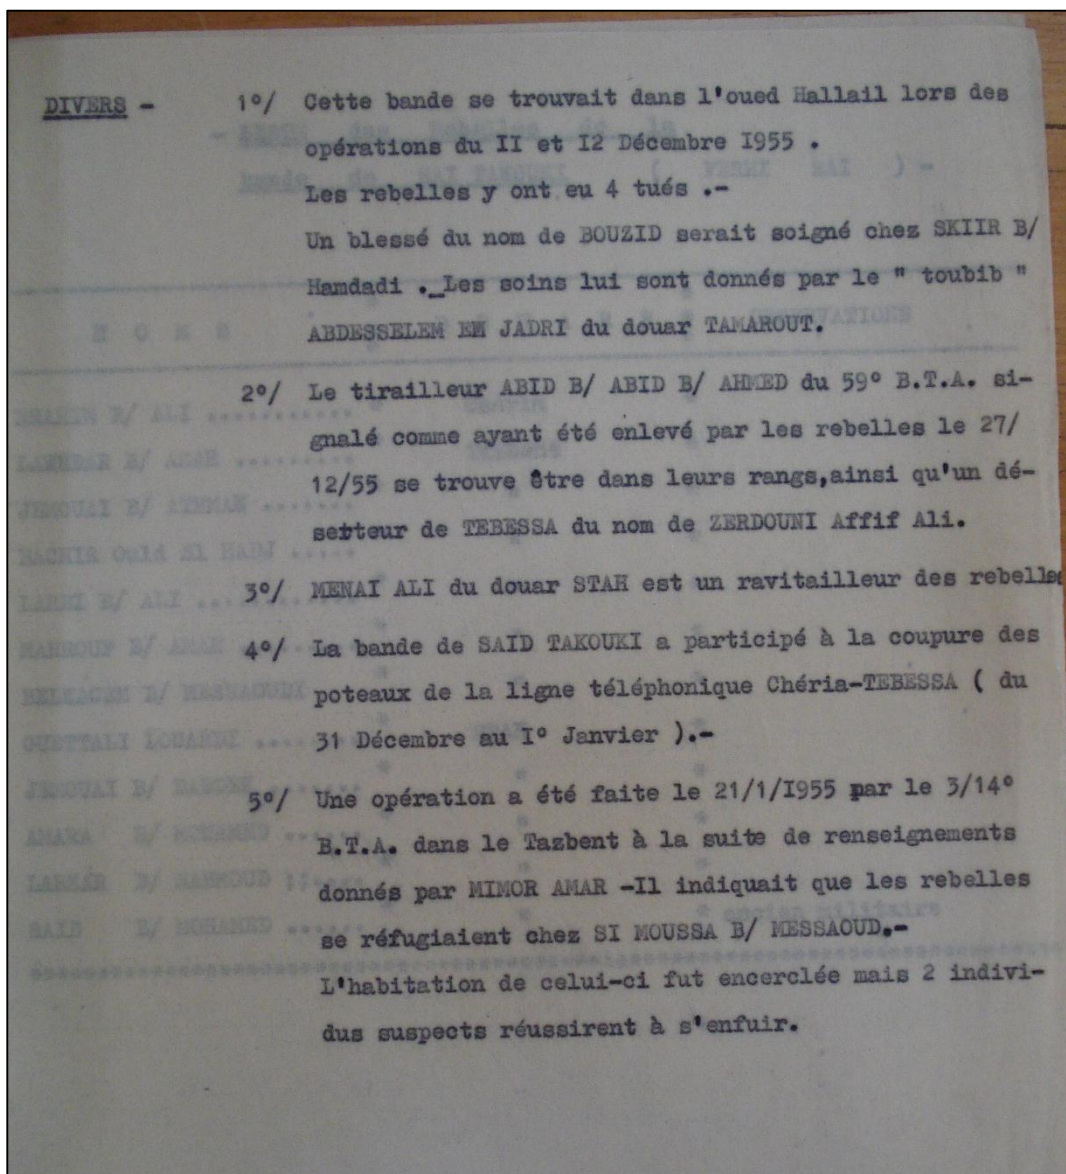 DIVERS - 1°/ Cette bande se trouvait dans l'oued Hallail lors des
opérations du II et I2 Décembre I955 .
Les rebelles y ont eu 4 tués .-
Un blessé du nom de BOUZID serait soigné chez SKIIR B/
Hamdadi ._Les soins lui sont donnés par le " toubib "
ABDESSELEM EN JADRI du douar TAMAROUT.
2°/ Le tirailleur ABID B/ ABID B/ AHMED du 59° B.T.A. si-
gnalé comme ayant été enlevé par les rebelles le 27/
12/55 se trouve être dans leurs rangs,ainsi qu'un dé-
serteur de TEBESSA du nom de ZERDOUNI Affif Ali.
3°/ MENAI ALI du douar STAH est un ravitailleur des rebelles
4°/ La bande de SAID TAKOUKI a participé à la coupure des
poteaux de la ligne téléphonique Chéria-TEBESSA ( du
31 Décembre au I° Janvier ).-
5°/ Une opération a été faite le 21/1/I955 par le 3/14°
B.T.A. dans le Tazbent à la suite de renseignements
donnés par MIMOR AMAR -Il indiquait que les rebelles
se réfugiaient chez SI MOUSSA B/ MESSAOUD.-
L'habitation de celui-ci fut encerclée mais 2 indivi-
dus suspects réussirent à s'enfuir.